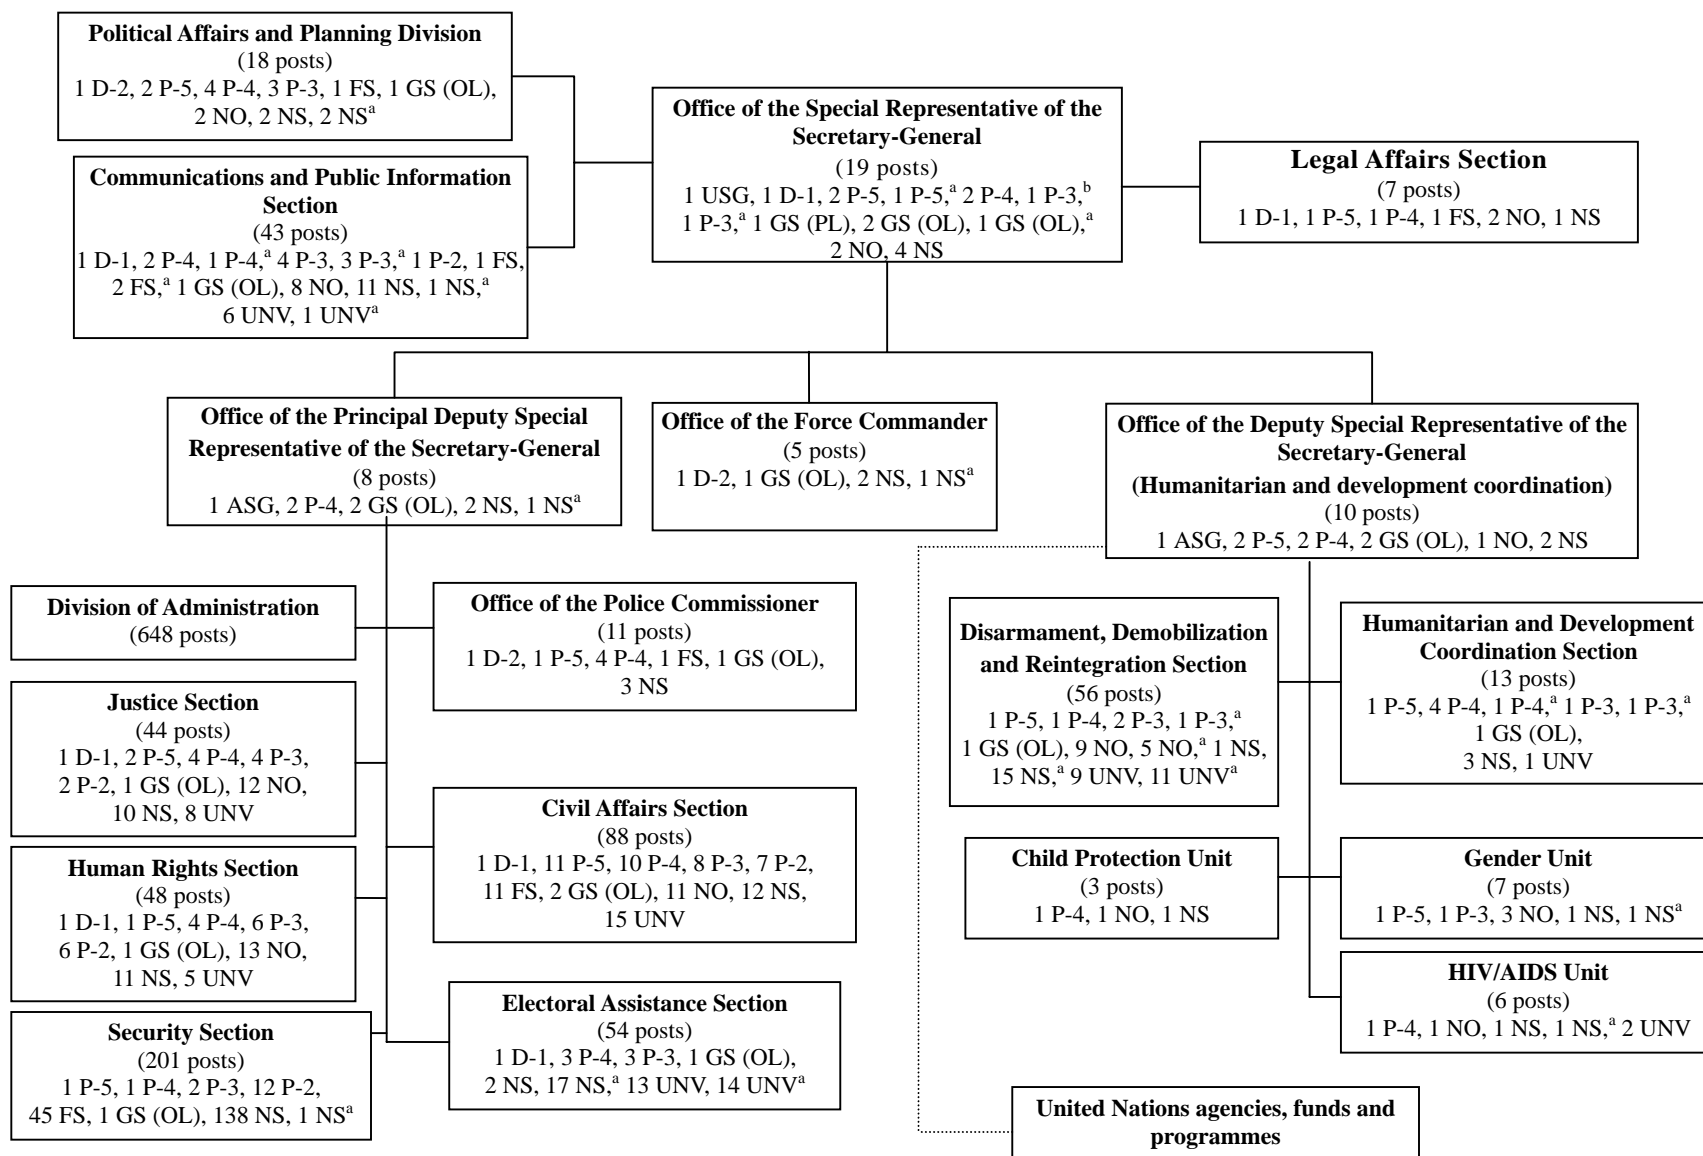 Political Affairs and Planning Division
(18 posts)
1 D-2, 2 P-5, 4 P-4, 3 P-3, 1 FS, 1 GS (OL),
2 NO, 2 NS, 2 NSᵃ
Communications and Public Information
Section
(43 posts)
1 D-1, 2 P-4, 1 P-4,ᵃ 4 P-3, 3 P-3,ᵃ 1 P-2, 1 FS,
2 FS,ᵃ 1 GS (OL), 8 NO, 11 NS, 1 NS,ᵃ
6 UNV, 1 UNVᵃ
Office of the Special Representative of the
Secretary-General
(19 posts)
1 USG, 1 D-1, 2 P-5, 1 P-5,ᵃ 2 P-4, 1 P-3,ᵇ
1 P-3,ᵃ 1 GS (PL), 2 GS (OL), 1 GS (OL),ᵃ
2 NO, 4 NS
Legal Affairs Section
(7 posts)
1 D-1, 1 P-5, 1 P-4, 1 FS, 2 NO, 1 NS
Office of the Principal Deputy Special
Representative of the Secretary-General
(8 posts)
1 ASG, 2 P-4, 2 GS (OL), 2 NS, 1 NSᵃ
Office of the Force Commander
(5 posts)
1 D-2, 1 GS (OL), 2 NS, 1 NSᵃ
Office of the Deputy Special Representative of the
Secretary-General
(Humanitarian and development coordination)
(10 posts)
1 ASG, 2 P-5, 2 P-4, 2 GS (OL), 1 NO, 2 NS
Division of Administration
(648 posts)
Office of the Police Commissioner
(11 posts)
1 D-2, 1 P-5, 4 P-4, 1 FS, 1 GS (OL),
3 NS
Justice Section
(44 posts)
1 D-1, 2 P-5, 4 P-4, 4 P-3,
2 P-2, 1 GS (OL), 12 NO,
10 NS, 8 UNV
Civil Affairs Section
(88 posts)
1 D-1, 11 P-5, 10 P-4, 8 P-3, 7 P-2,
11 FS, 2 GS (OL), 11 NO, 12 NS,
15 UNV
Human Rights Section
(48 posts)
1 D-1, 1 P-5, 4 P-4, 6 P-3,
6 P-2, 1 GS (OL), 13 NO,
11 NS, 5 UNV
Electoral Assistance Section
(54 posts)
1 D-1, 3 P-4, 3 P-3, 1 GS (OL),
2 NS, 17 NS,ᵃ 13 UNV, 14 UNVᵃ
Security Section
(201 posts)
1 P-5, 1 P-4, 2 P-3, 12 P-2,
45 FS, 1 GS (OL), 138 NS, 1 NSᵃ
Disarmament, Demobilization
and Reintegration Section
(56 posts)
1 P-5, 1 P-4, 2 P-3, 1 P-3,ᵃ
1 GS (OL), 9 NO, 5 NO,ᵃ 1 NS,
15 NS,ᵃ 9 UNV, 11 UNVᵃ
Humanitarian and Development
Coordination Section
(13 posts)
1 P-5, 4 P-4, 1 P-4,ᵃ 1 P-3, 1 P-3,ᵃ
1 GS (OL),
3 NS, 1 UNV
Child Protection Unit
(3 posts)
1 P-4, 1 NO, 1 NS
Gender Unit
(7 posts)
1 P-5, 1 P-3, 3 NO, 1 NS, 1 NSᵃ
HIV/AIDS Unit
(6 posts)
1 P-4, 1 NO, 1 NS, 1 NS,ᵃ 2 UNV
United Nations agencies, funds and
programmes